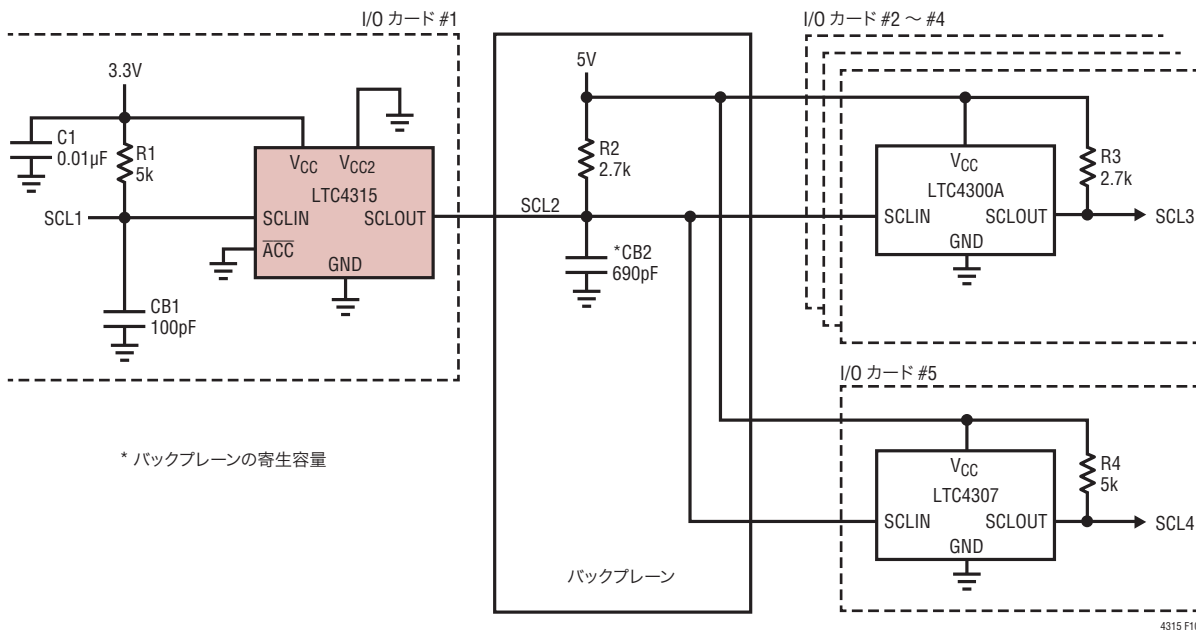 I/O カード #1
3.3V
C1
0.01µF
R1
5k
VCC
VCC2
LTC4315
SCL1
SCLIN
SCLOUT
ACC
GND
CB1
100pF
* バックプレーンの寄生容量
5V
R2
2.7k
SCL2
*CB2
690pF
バックプレーン
I/O カード #2 ～ #4
VCC
LTC4300A
SCLIN
SCLOUT
GND
R3
2.7k
SCL3
I/O カード #5
VCC
LTC4307
SCLIN
SCLOUT
GND
R4
5k
SCL4